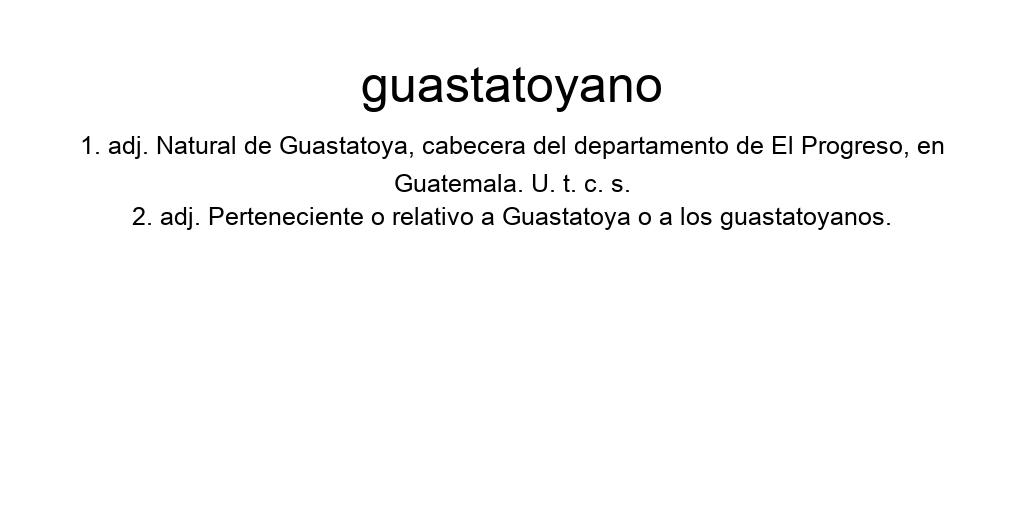 guastatoyano
1. adj. Natural de Guastatoya, cabecera del departamento de El Progreso, en
Guatemala. U. t. c. s.
2. adj. Perteneciente o relativo a Guastatoya o a los guastatoyanos.